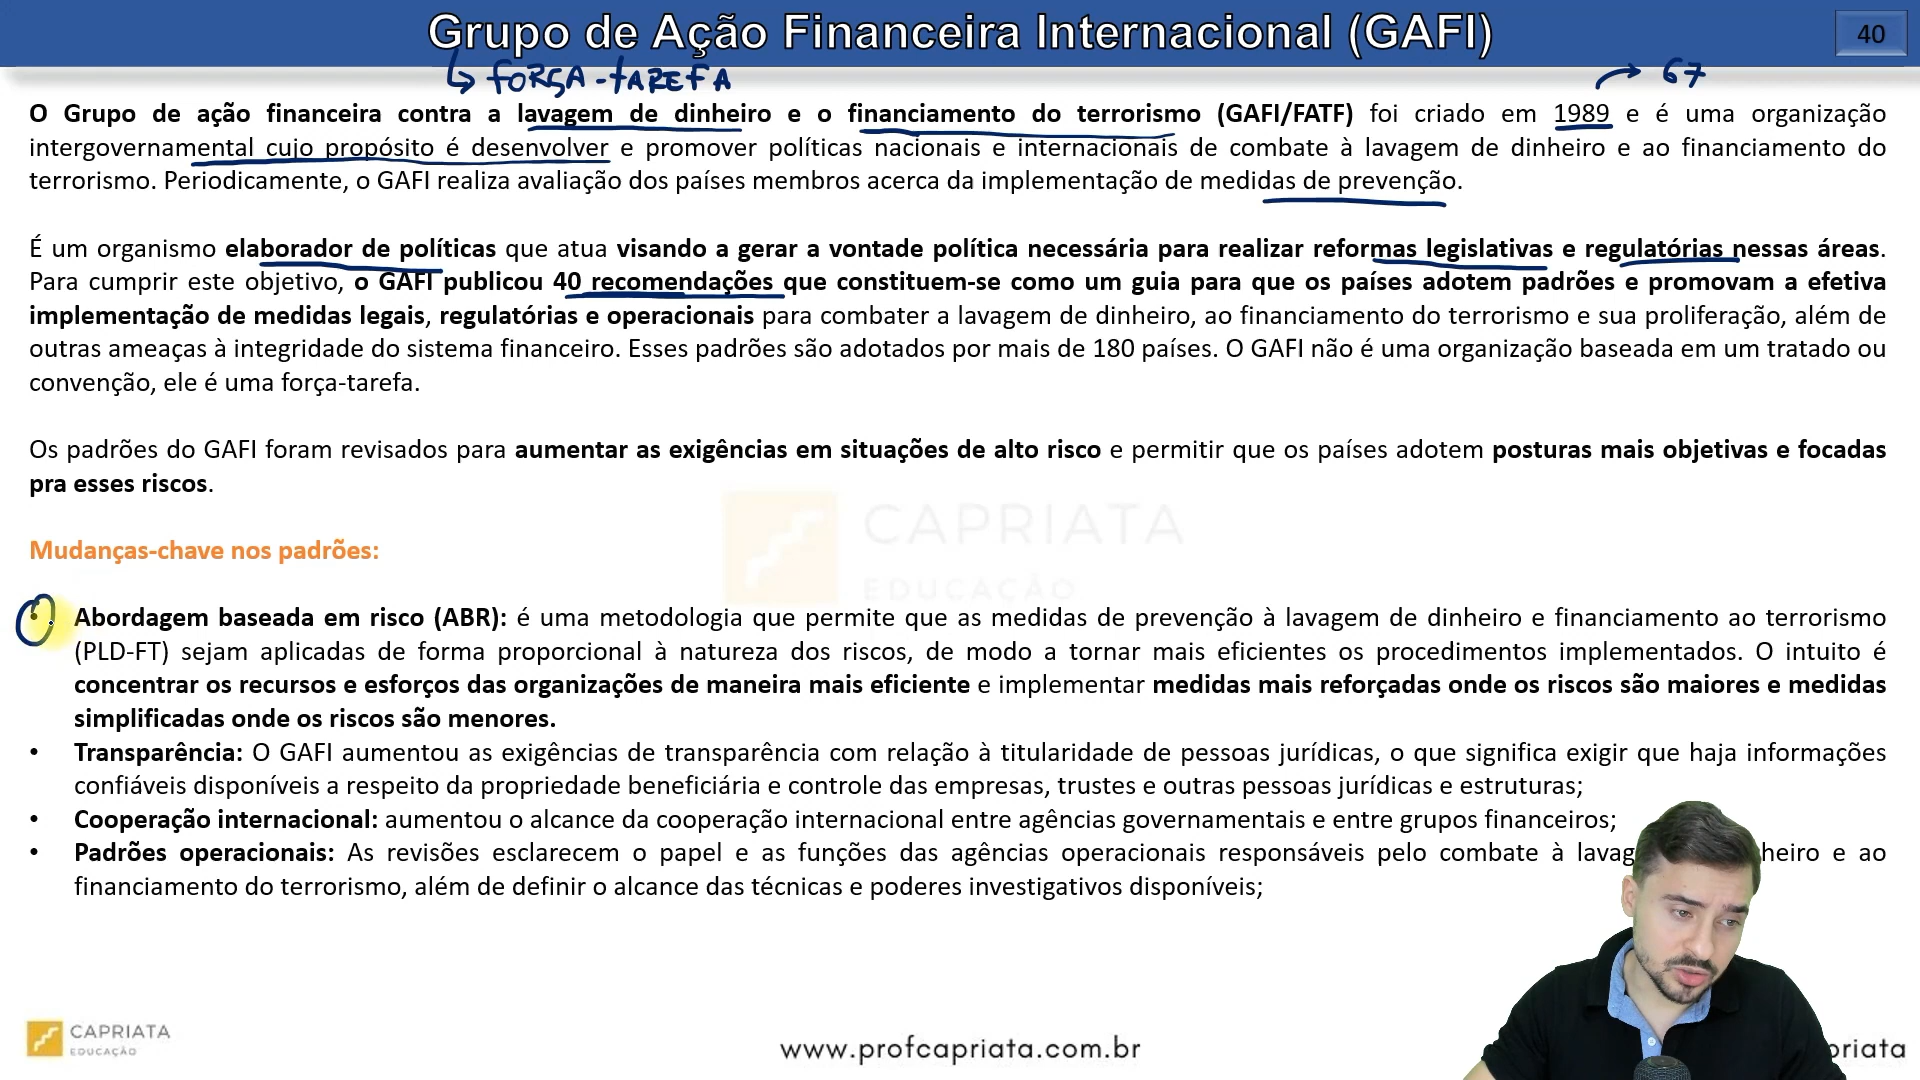 Grupo de Ação Financeira Internacional (GAFI)
40
↳ FORÇA-TAREFA
→ 67
O Grupo de ação financeira contra a lavagem de dinheiro e o financiamento do terrorismo (GAFI/FATF) foi criado em 1989 e é uma organização
intergovernamental cujo propósito é desenvolver e promover políticas nacionais e internacionais de combate à lavagem de dinheiro e ao financiamento do
terrorismo. Periodicamente, o GAFI realiza avaliação dos países membros acerca da implementação de medidas de prevenção.
É um organismo elaborador de políticas que atua visando a gerar a vontade política necessária para realizar reformas legislativas e regulatórias nessas áreas.
Para cumprir este objetivo, o GAFI publicou 40 recomendações que constituem-se como um guia para que os países adotem padrões e promovam a efetiva
implementação de medidas legais, regulatórias e operacionais para combater a lavagem de dinheiro, ao financiamento do terrorismo e sua proliferação, além de
outras ameaças à integridade do sistema financeiro. Esses padrões são adotados por mais de 180 países. O GAFI não é uma organização baseada em um tratado ou
convenção, ele é uma força-tarefa.
Os padrões do GAFI foram revisados para aumentar as exigências em situações de alto risco e permitir que os países adotem posturas mais objetivas e focadas
pra esses riscos.
CAPRIATA
EDUCAÇÃO
Mudanças-chave nos padrões:
• Abordagem baseada em risco (ABR): é uma metodologia que permite que as medidas de prevenção à lavagem de dinheiro e financiamento ao terrorismo
(PLD-FT) sejam aplicadas de forma proporcional à natureza dos riscos, de modo a tornar mais eficientes os procedimentos implementados. O intuito é
concentrar os recursos e esforços das organizações de maneira mais eficiente e implementar medidas mais reforçadas onde os riscos são maiores e medidas
simplificadas onde os riscos são menores.
• Transparência: O GAFI aumentou as exigências de transparência com relação à titularidade de pessoas jurídicas, o que significa exigir que haja informações
confiáveis disponíveis a respeito da propriedade beneficiária e controle das empresas, trustes e outras pessoas jurídicas e estruturas;
• Cooperação internacional: aumentou o alcance da cooperação internacional entre agências governamentais e entre grupos financeiros;
• Padrões operacionais: As revisões esclarecem o papel e as funções das agências operacionais responsáveis pelo combate à lavag heiro e ao
financiamento do terrorismo, além de definir o alcance das técnicas e poderes investigativos disponíveis;
CAPRIATA
EDUCAÇÃO
www.profcapriata.com.br
priata